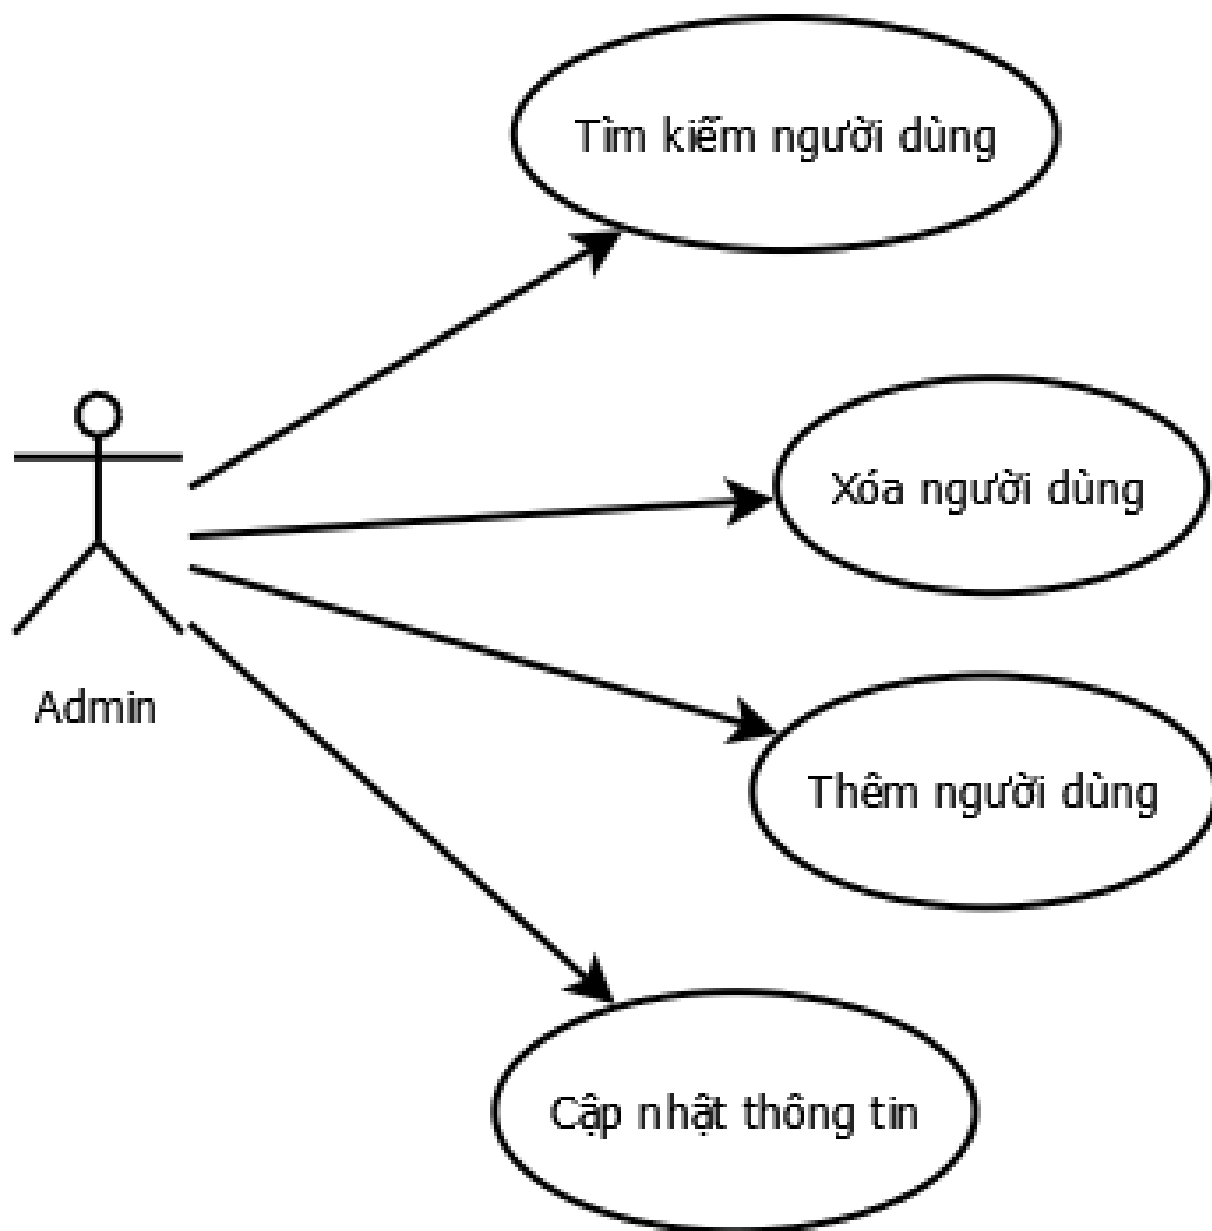 Tìm kiếm người dùng
Xóa người dùng
Admin
Thêm người dùng
Cập nhật thông tin